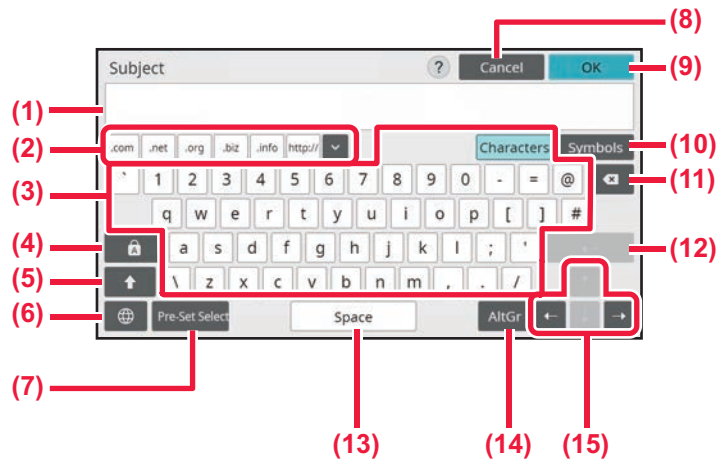 (8)
Subject ? Cancel OK (9)
(1)
(2) .com .net .org .biz .info http:// Characters Symbols (10)
(3) ` 1 2 3 4 5 6 7 8 9 0 - = @ (11)
q w e r t y u i o p [ ] #
(4) A a s d f g h j k l ; ' (12)
(5) \ z x c v b n m , . /
(6) Pre-Set Select Space AltGr
(7)
(13) (14) (15)